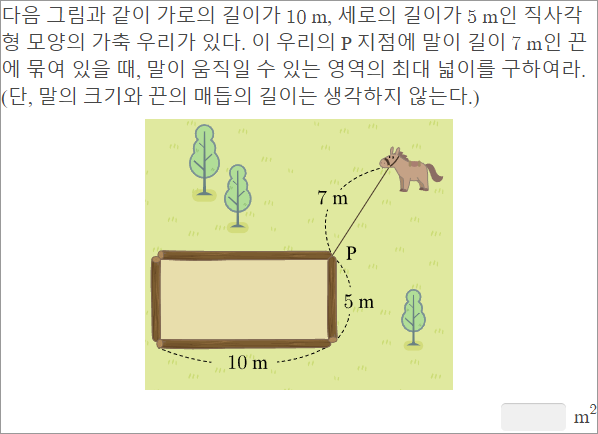 다음 그림과 같이 가로의 길이가 10 m, 세로의 길이가 5 m인 직사각
형 모양의 가축 우리가 있다. 이 우리의 P 지점에 말이 길이 7 m인 끈
에 묶여 있을 때, 말이 움직일 수 있는 영역의 최대 넓이를 구하여라.
(단, 말의 크기와 끈의 매듭의 길이는 생각하지 않는다.)
7 m
P
5 m
10 m
m²